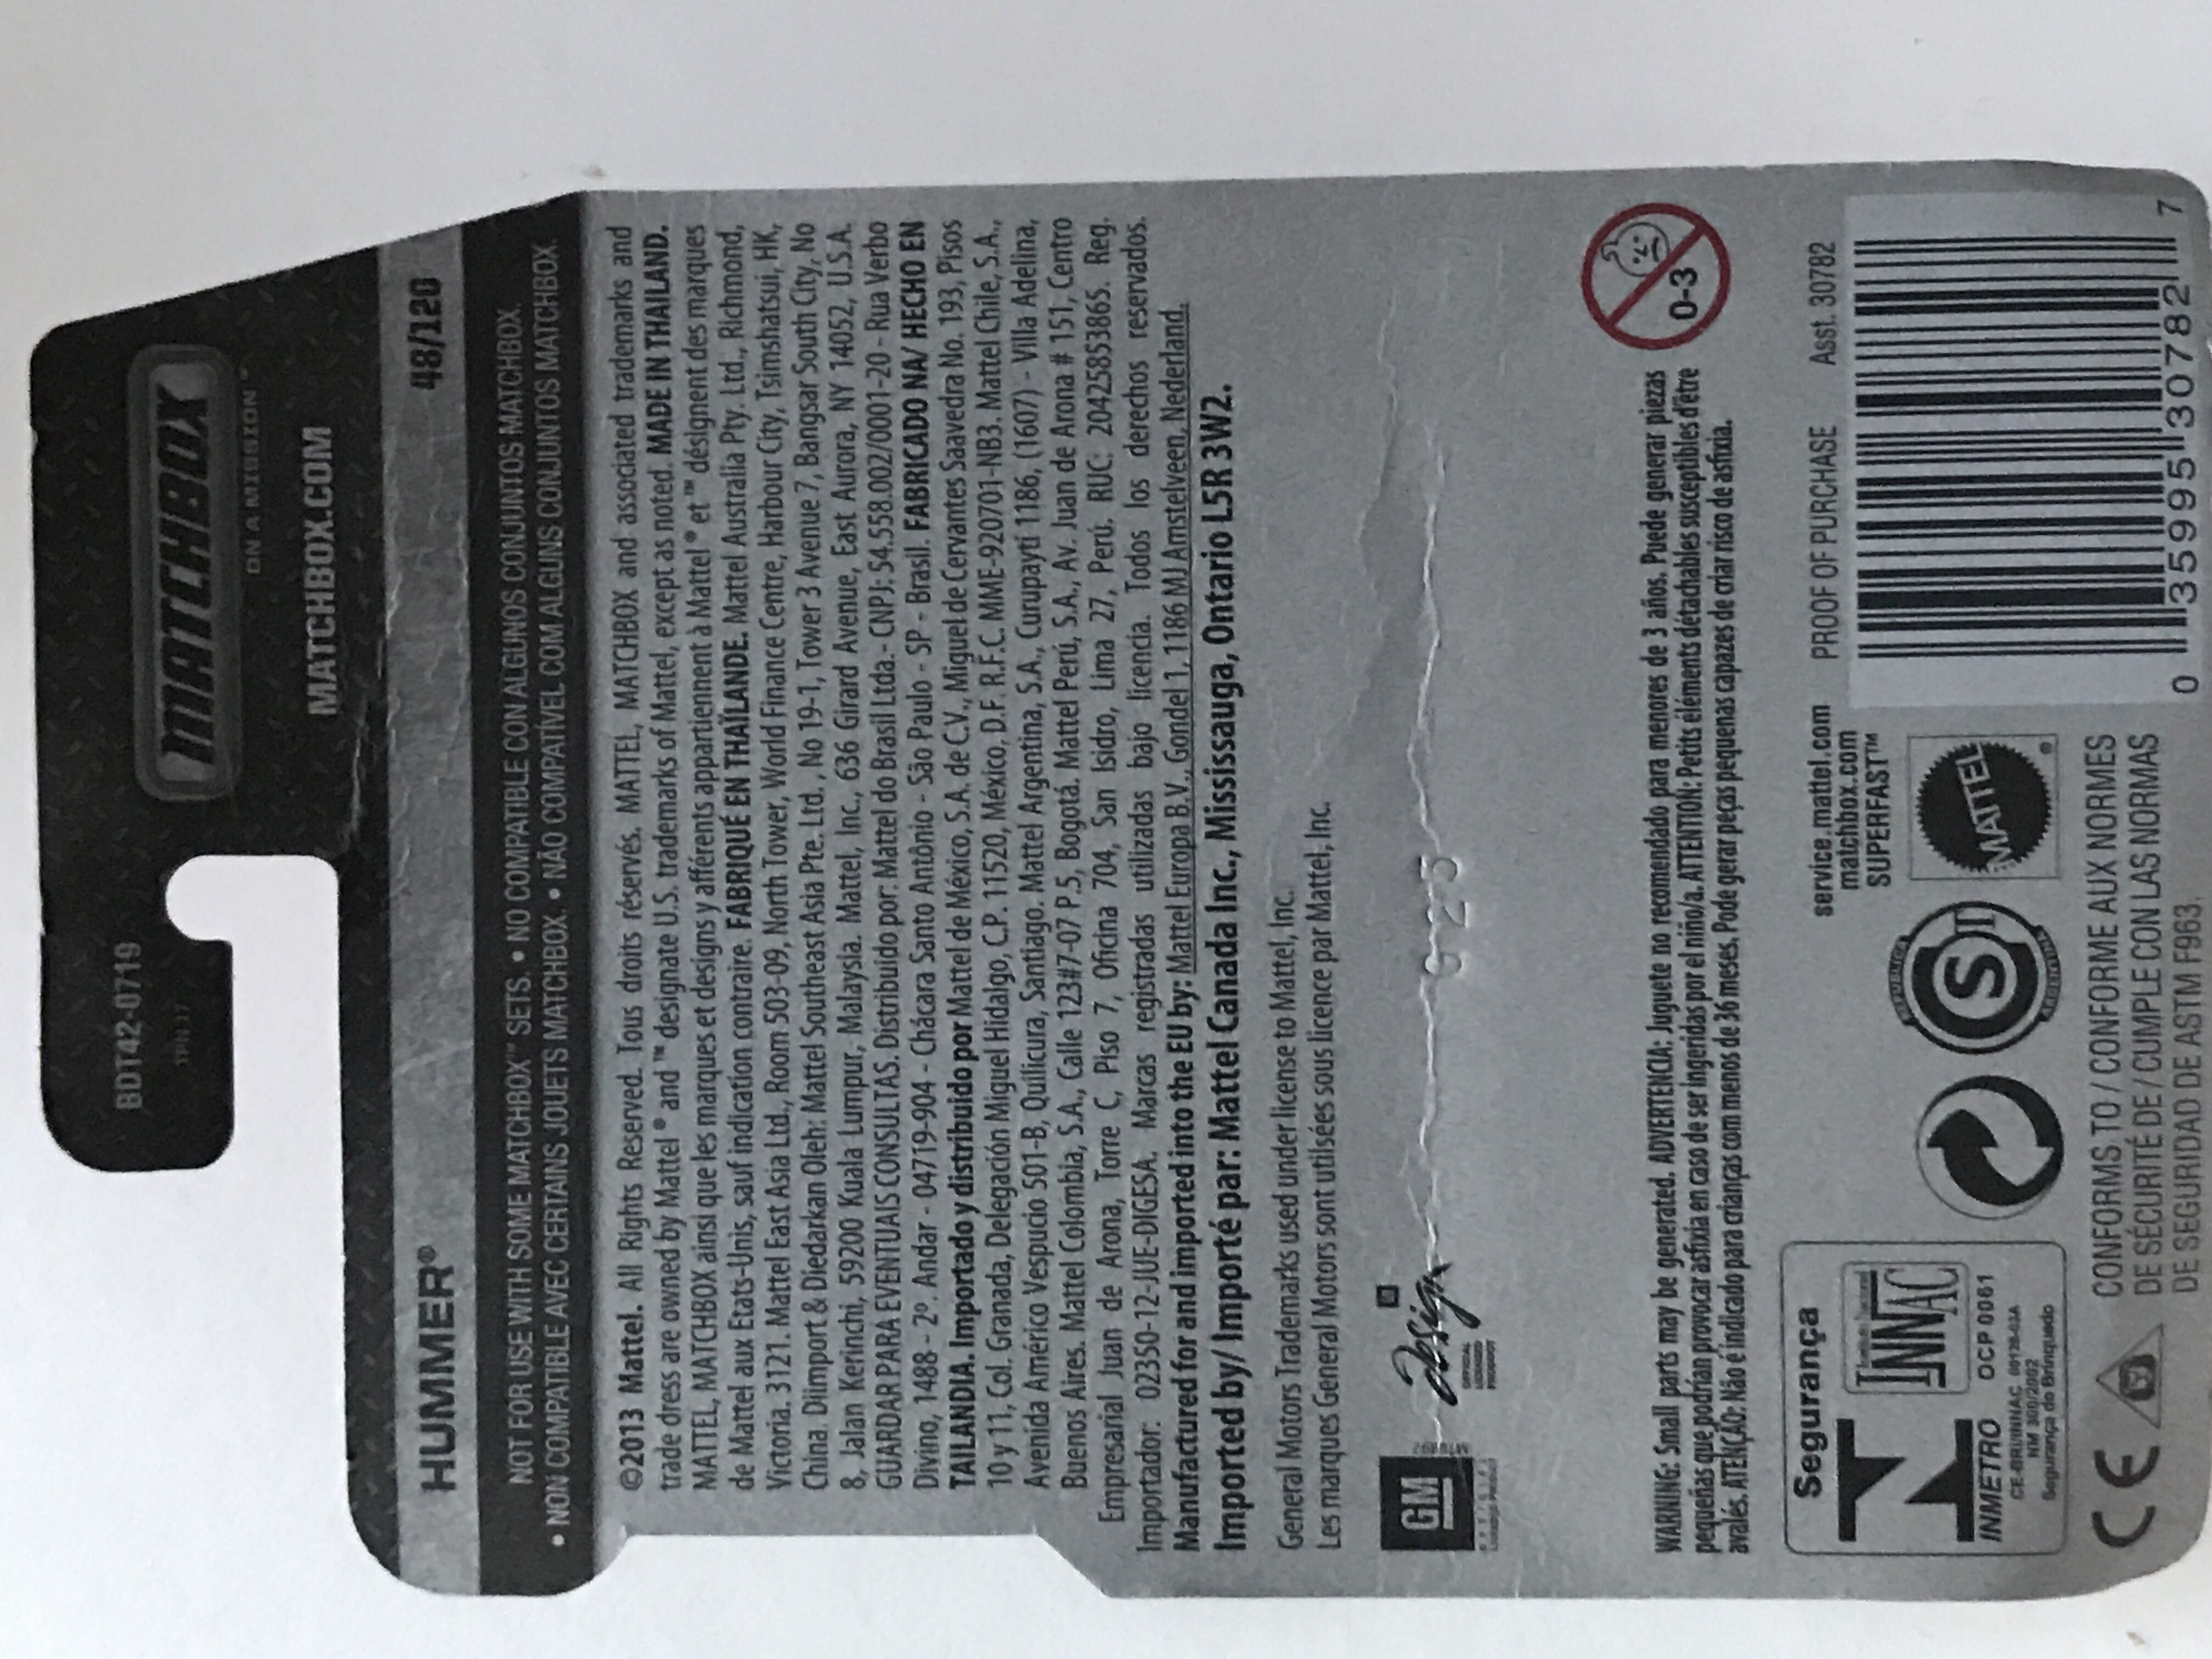 BDT42-0719
MATCHBOX
ON A MISSION
MATCHBOX.COM
HUMMER® 48/120
NOT FOR USE WITH SOME MATCHBOX™ SETS. • NO COMPATIBLE CON ALGUNOS CONJUNTOS MATCHBOX.
• NON COMPATIBLE AVEC CERTAINS JOUETS MATCHBOX. • NÃO COMPATÍVEL COM ALGUNS CONJUNTOS MATCHBOX.
©2013 Mattel. All Rights Reserved. Tous droits réservés. MATTEL, MATCHBOX and associated trademarks and
trade dress are owned by Mattel® and ™ designate U.S. trademarks of Mattel, except as noted. MADE IN THAILAND.
MATTEL, MATCHBOX ainsi que les marques et designs y afférents appartiennent à Mattel® et ™ désignent des marques
de Mattel aux Etats-Unis, sauf indication contraire. FABRIQUÉ EN THAÏLANDE. Mattel Australia Pty. Ltd., Richmond,
Victoria. 3121. Mattel East Asia Ltd., Room 503-09, North Tower, World Finance Centre, Harbour City, Tsimshatsui, HK,
China. Diimport & Diedarkan Oleh: Mattel Southeast Asia Pte. Ltd., No 19-1, Tower 3 Avenue 7, Bangsar South City, No
8, Jalan Kerinchi, 59200 Kuala Lumpur, Malaysia. Mattel, Inc., 636 Girard Avenue, East Aurora, NY 14052, U.S.A.
GUARDAR PARA EVENTUAIS CONSULTAS. Distribuido por: Mattel do Brasil Ltda.- CNPJ: 54.558.002/0001-20 - Rua Verbo
Divino, 1488 - 2º. Andar - 04719-904 - Chácara Santo Antônio - São Paulo - SP - Brasil. FABRICADO NA/ HECHO EN
TAILANDIA. Importado y distribuido por Mattel de México, S.A. de C.V., Miguel de Cervantes Saavedra No. 193, Pisos
10 y 11, Col. Granada, Delegación Miguel Hidalgo, C.P. 11520, México, D.F. R.F.C. MME-920701-NB3. Mattel Chile, S.A.,
Avenida Américo Vespucio 501-B, Quilicura, Santiago. Mattel Argentina, S.A., Curupaytí 1186, (1607) - Villa Adelina,
Buenos Aires. Mattel Colombia, S.A., Calle 123#7-07 P.5, Bogotá. Mattel Perú, S.A., Av. Juan de Arona # 151, Centro
Empresarial Juan de Arona, Torre C, Piso 7, Oficina 704, San Isidro, Lima 27, Perú. RUC: 20425853865. Reg.
Importador: 02350-12-JUE-DIGESA. Marcas registradas utilizadas bajo licencia. Todos los derechos reservados.
Manufactured for and imported into the EU by: Mattel Europa B.V., Gondel 1, 1186 MJ Amstelveen, Nederland.
Imported by/ Importé par: Mattel Canada Inc., Mississauga, Ontario L5R 3W2.
General Motors Trademarks used under license to Mattel, Inc.
Les marques General Motors sont utilisées sous licence par Mattel, Inc.
GM
Design
G25
WARNING: Small parts may be generated. ADVERTENCIA: Juguete no recomendado para menores de 3 años. Puede generar piezas
pequeñas que podrían provocar asfixia en caso de ser ingeridas por el niño/a. ATTENTION: Petits éléments détachables susceptibles d'être
avalés. ATENÇÃO: Não é indicado para crianças com menos de 36 meses. Pode gerar peças pequenas capazes de criar risco de asfixia.
0-3
Segurança
INNAC
INMETRO OCP 0061
NM 300/2002
Segurança do Brinquedo
S
service.mattel.com
matchbox.com
SUPERFAST™
MATTEL
PROOF OF PURCHASE Asst. 30782
0 35995 30782 7
CE
CONFORMS TO / CONFORME AUX NORMES
DE SÉCURITÉ DE / CUMPLE CON LAS NORMAS
DE SEGURIDAD DE ASTM F963.